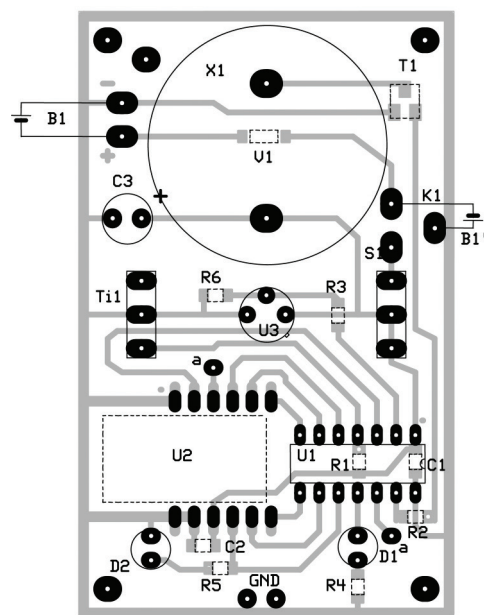 X1
T1
-
B1
V1
+
C3
+
K1
B1'
S1
R6
R3
Ti1
U3
a
U2
U1
R1
C1
R2
C2
D1
a
D2
R5
GND
R4